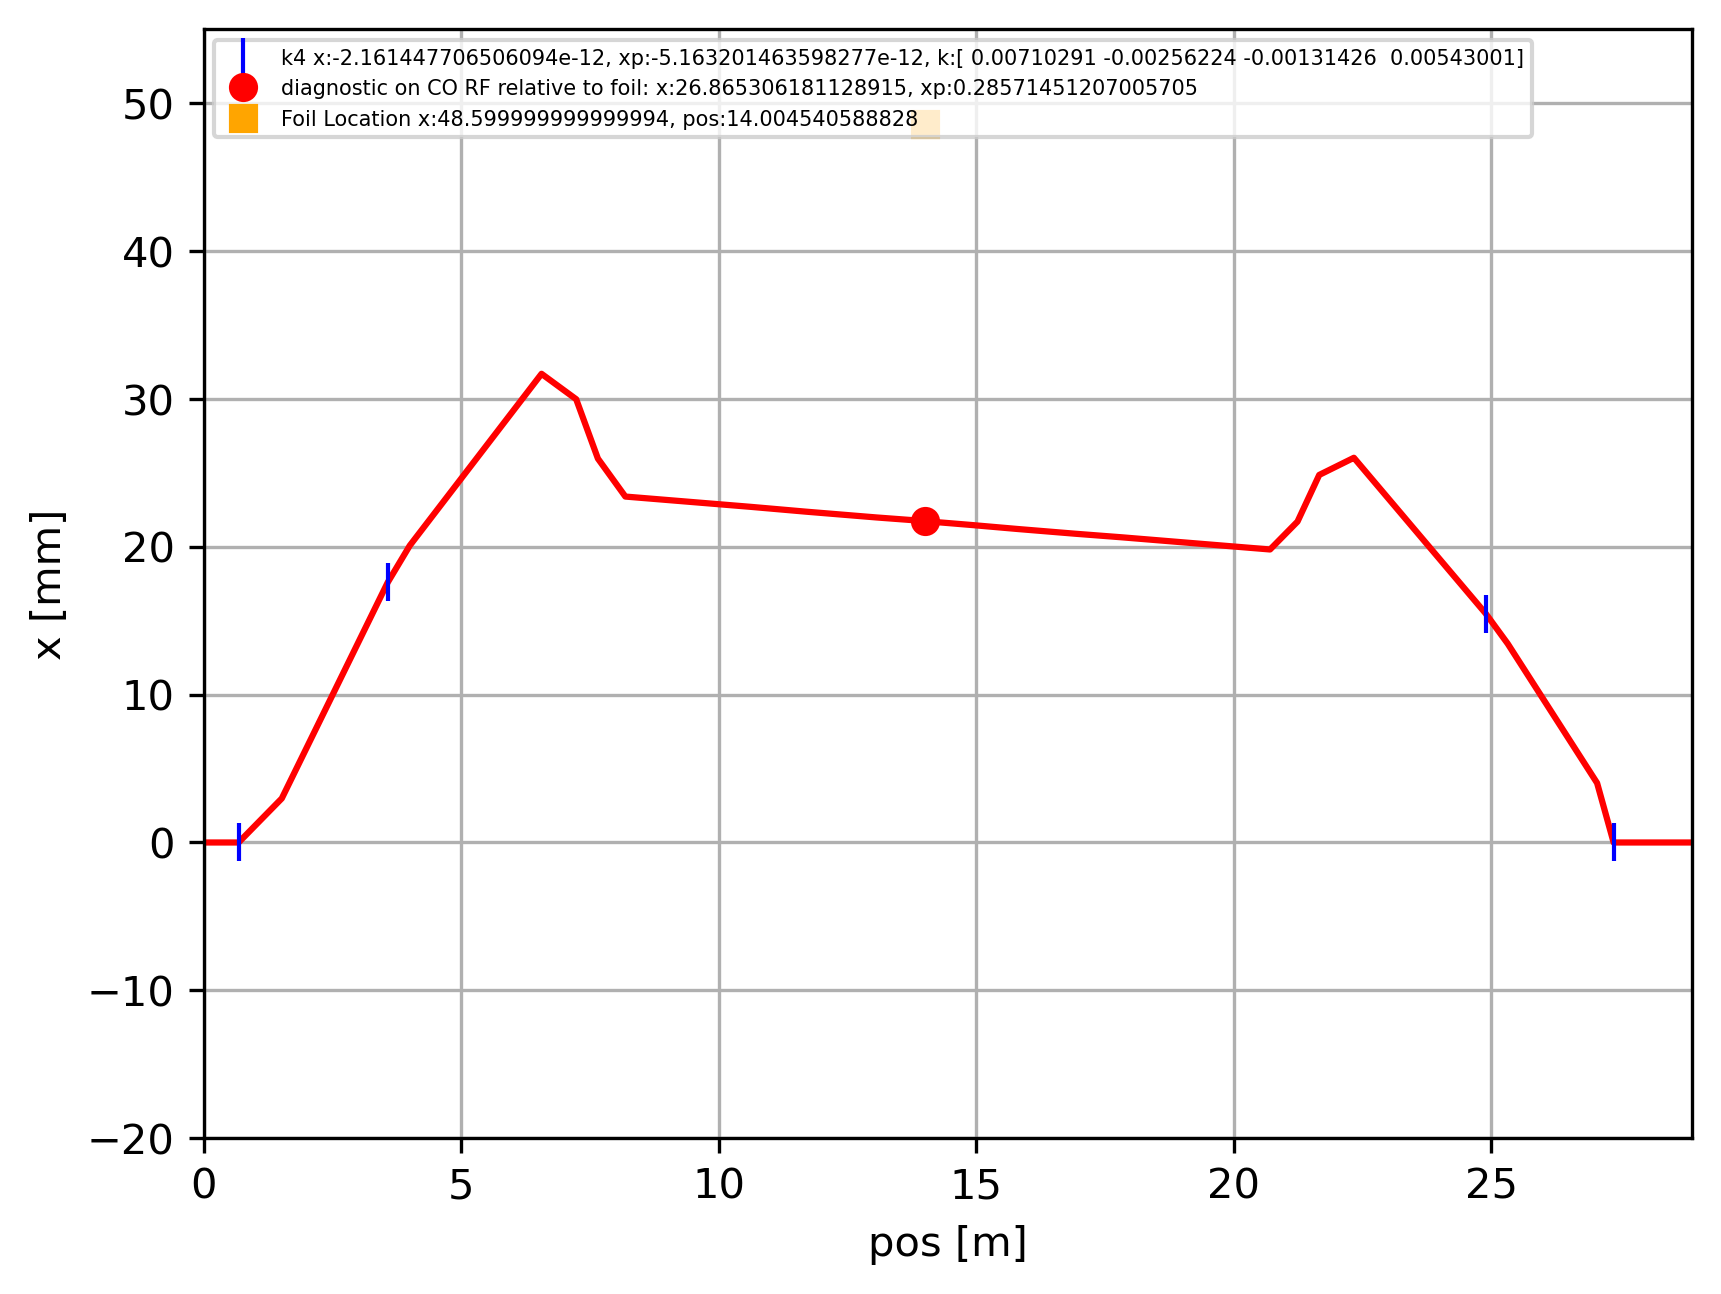 k4 x:-2.161447706506094e-12, xp:-5.163201463598277e-12, k:[ 0.00710291 -0.00256224 -0.00131426  0.00543001]
diagnostic on CO RF relative to foil: x:26.865306181128915, xp:0.28571451207005705
Foil Location x:48.599999999999994, pos:14.004540588828
50
40
30
20
10
0
−10
−20
x [mm]
0 5 10 15 20 25
pos [m]